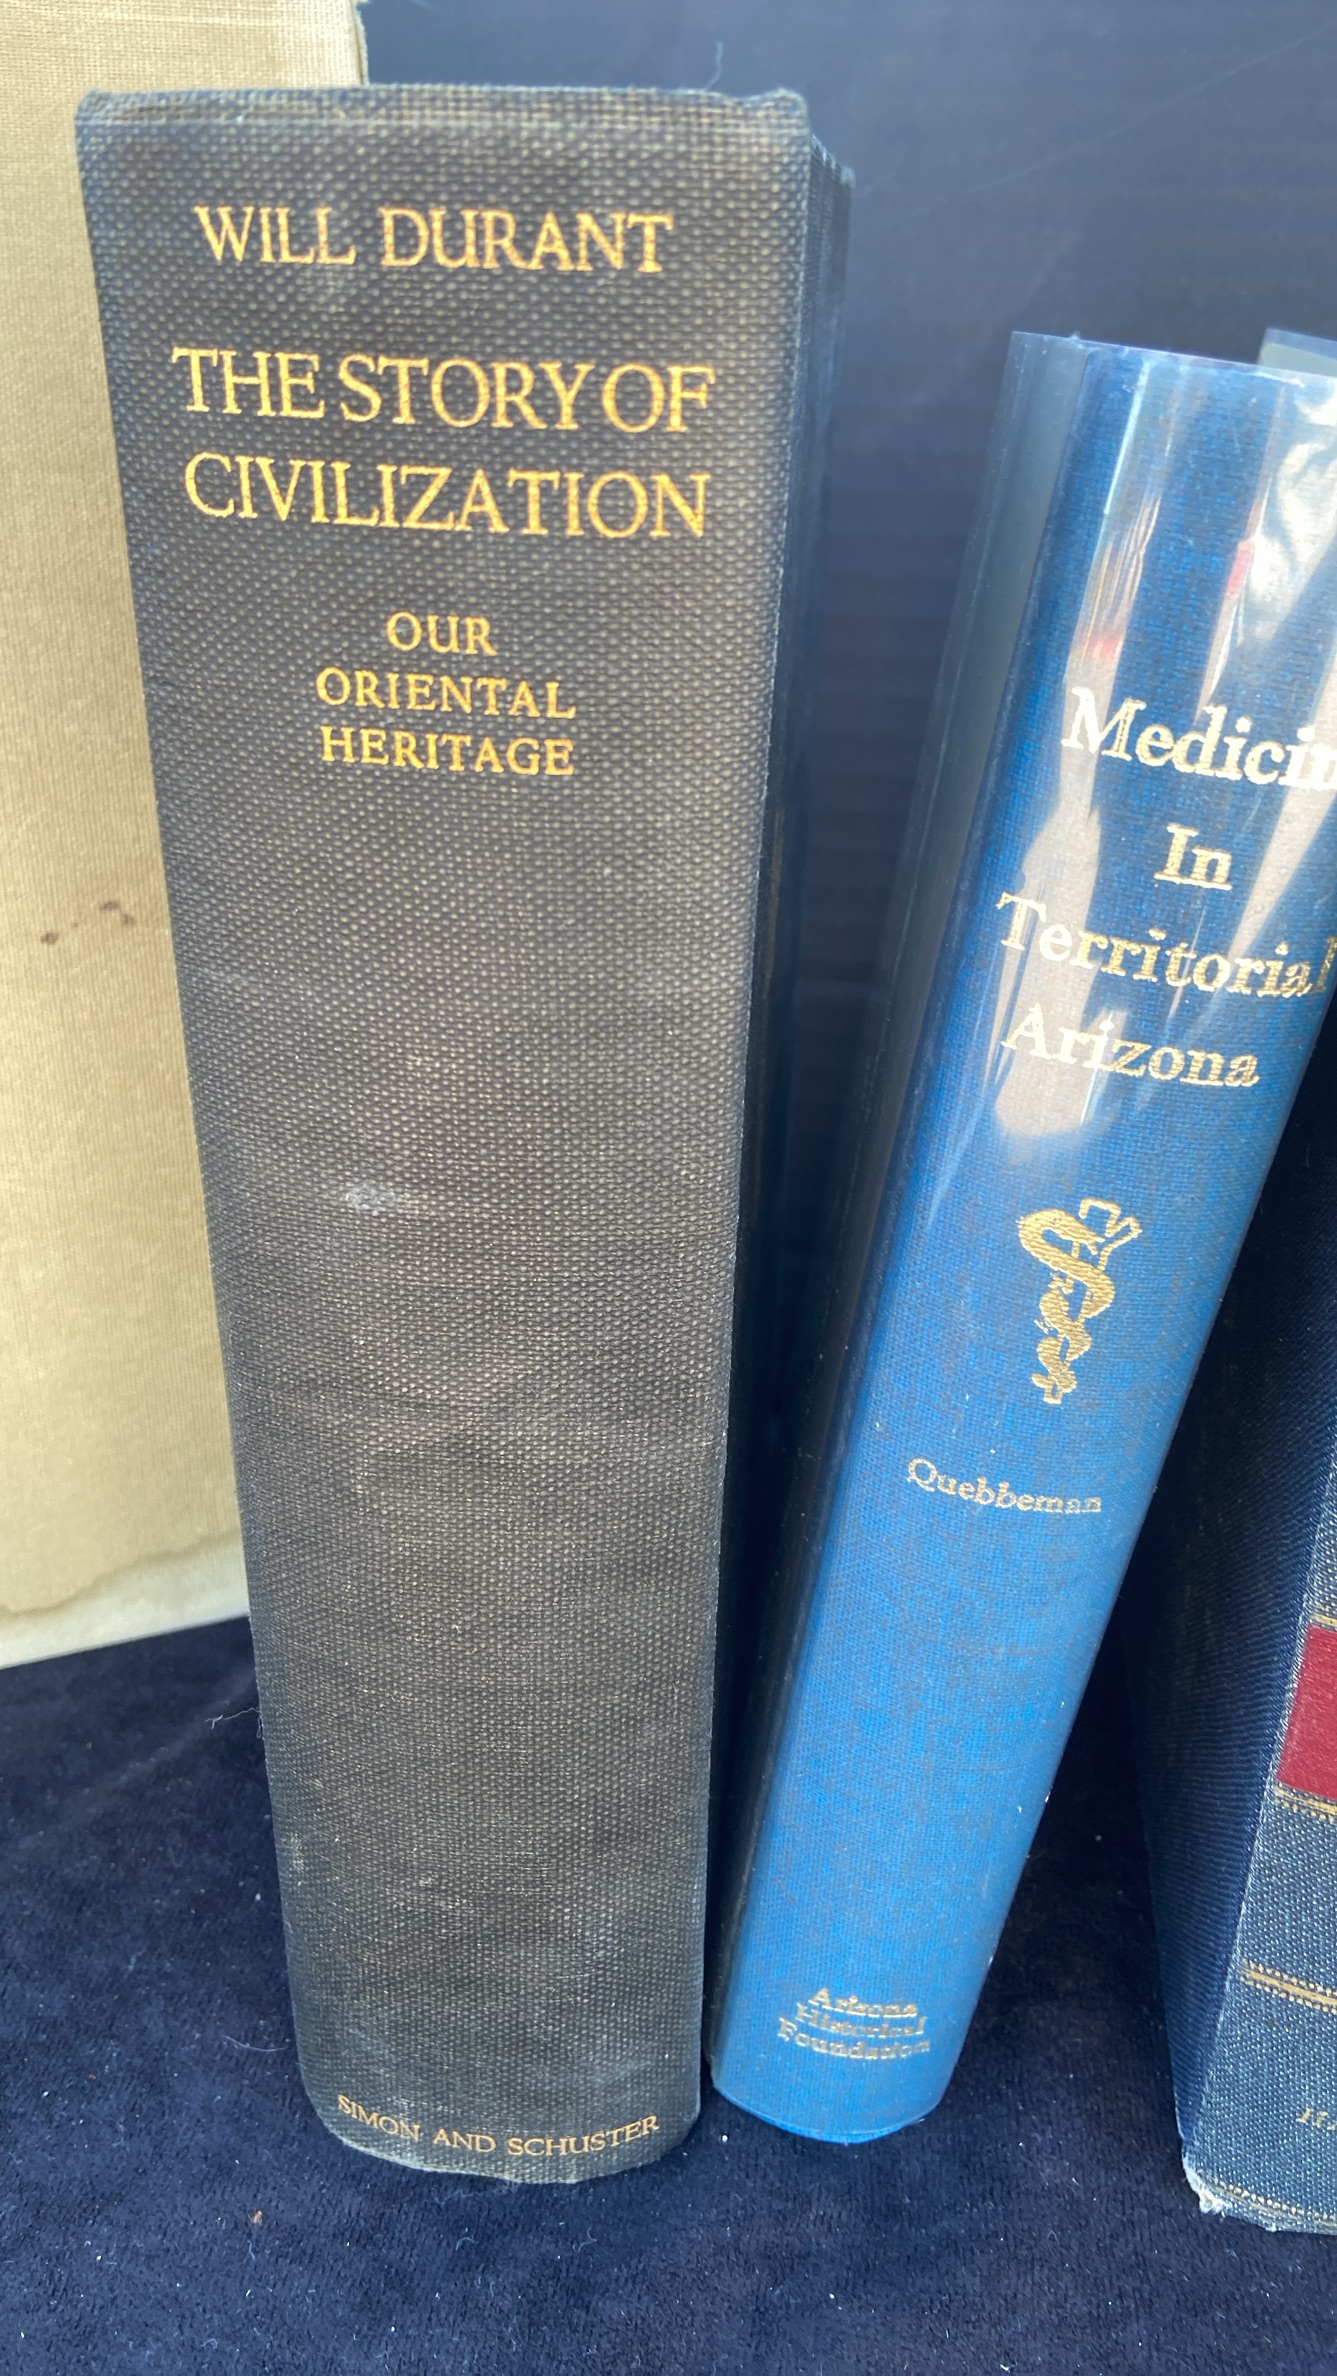 WILL DURANT
THE STORY OF
CIVILIZATION
OUR
ORIENTAL
HERITAGE
SIMON AND SCHUSTER
Medicin
In
Territorial
Arizona
Quebbeman
Arizona
Historical
Foundation